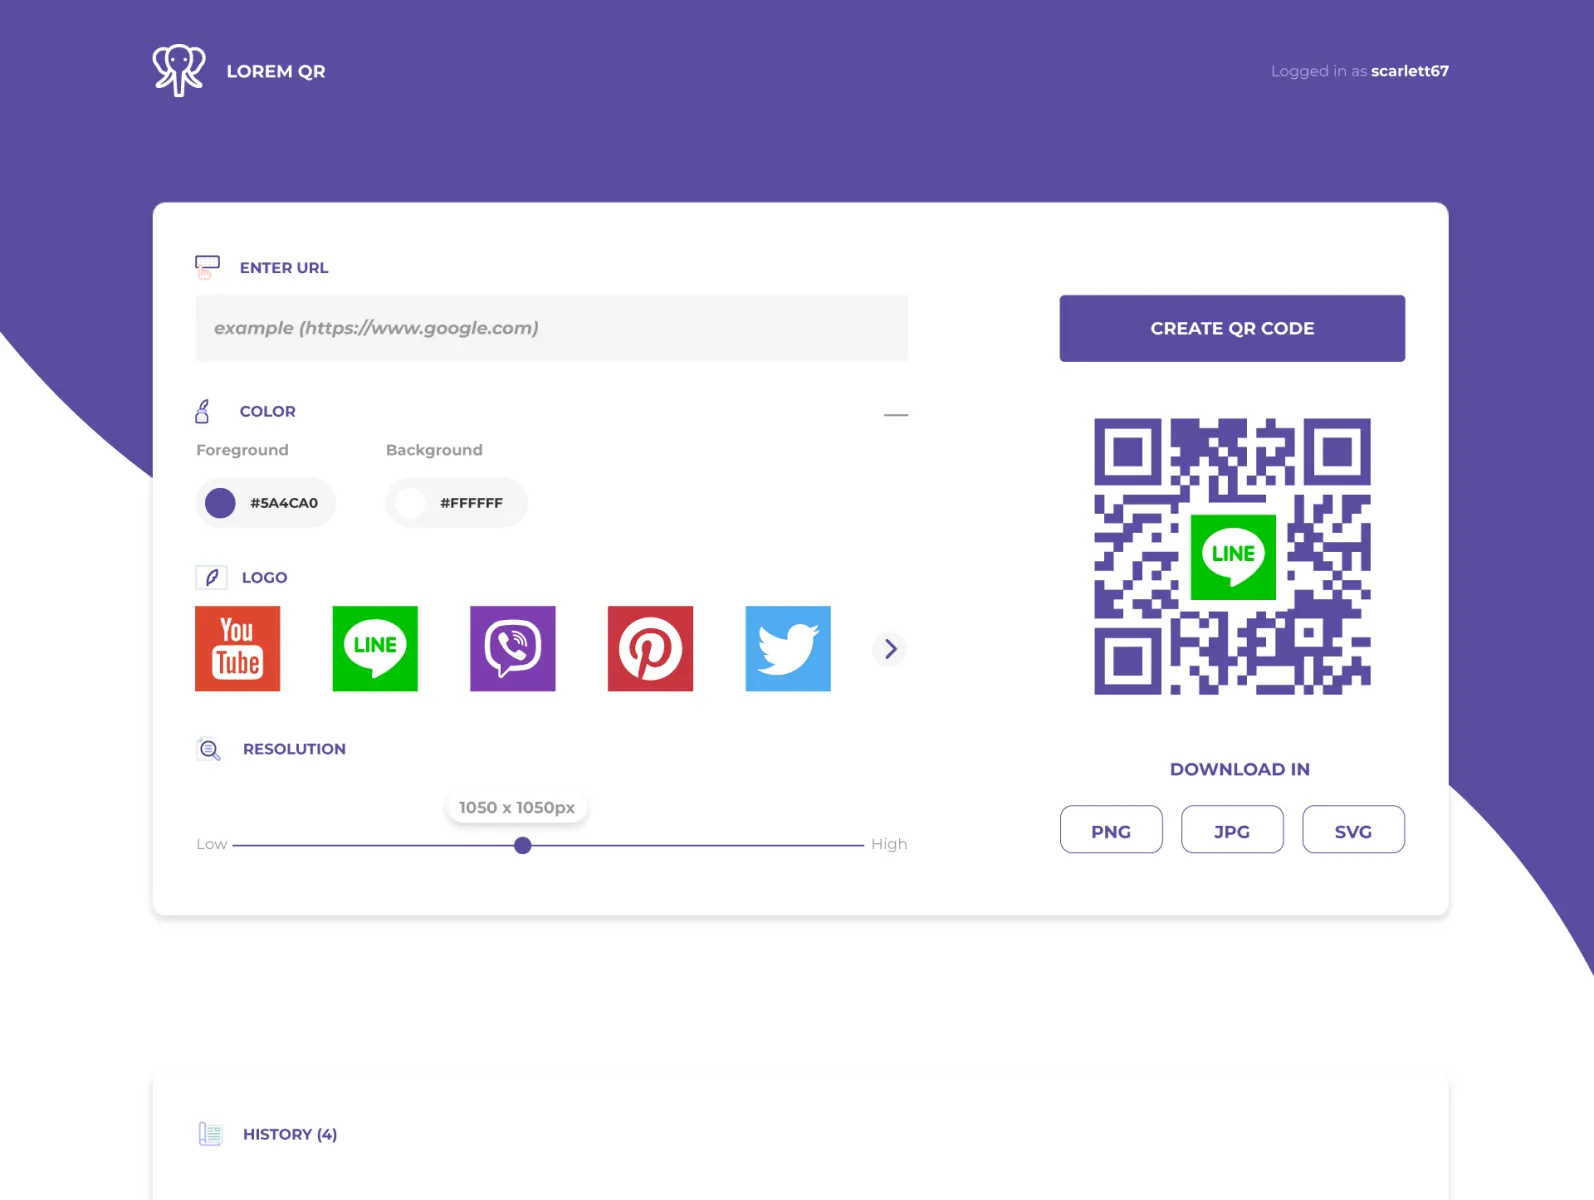 LOREM QR
Logged in as scarlett67
ENTER URL
example (https://www.google.com)
CREATE QR CODE
COLOR
Foreground
Background
#5A4CA0
#FFFFFF
LINE
LOGO
You
Tube
LINE
RESOLUTION
1050 x 1050px
Low
High
DOWNLOAD IN
PNG
JPG
SVG
HISTORY (4)